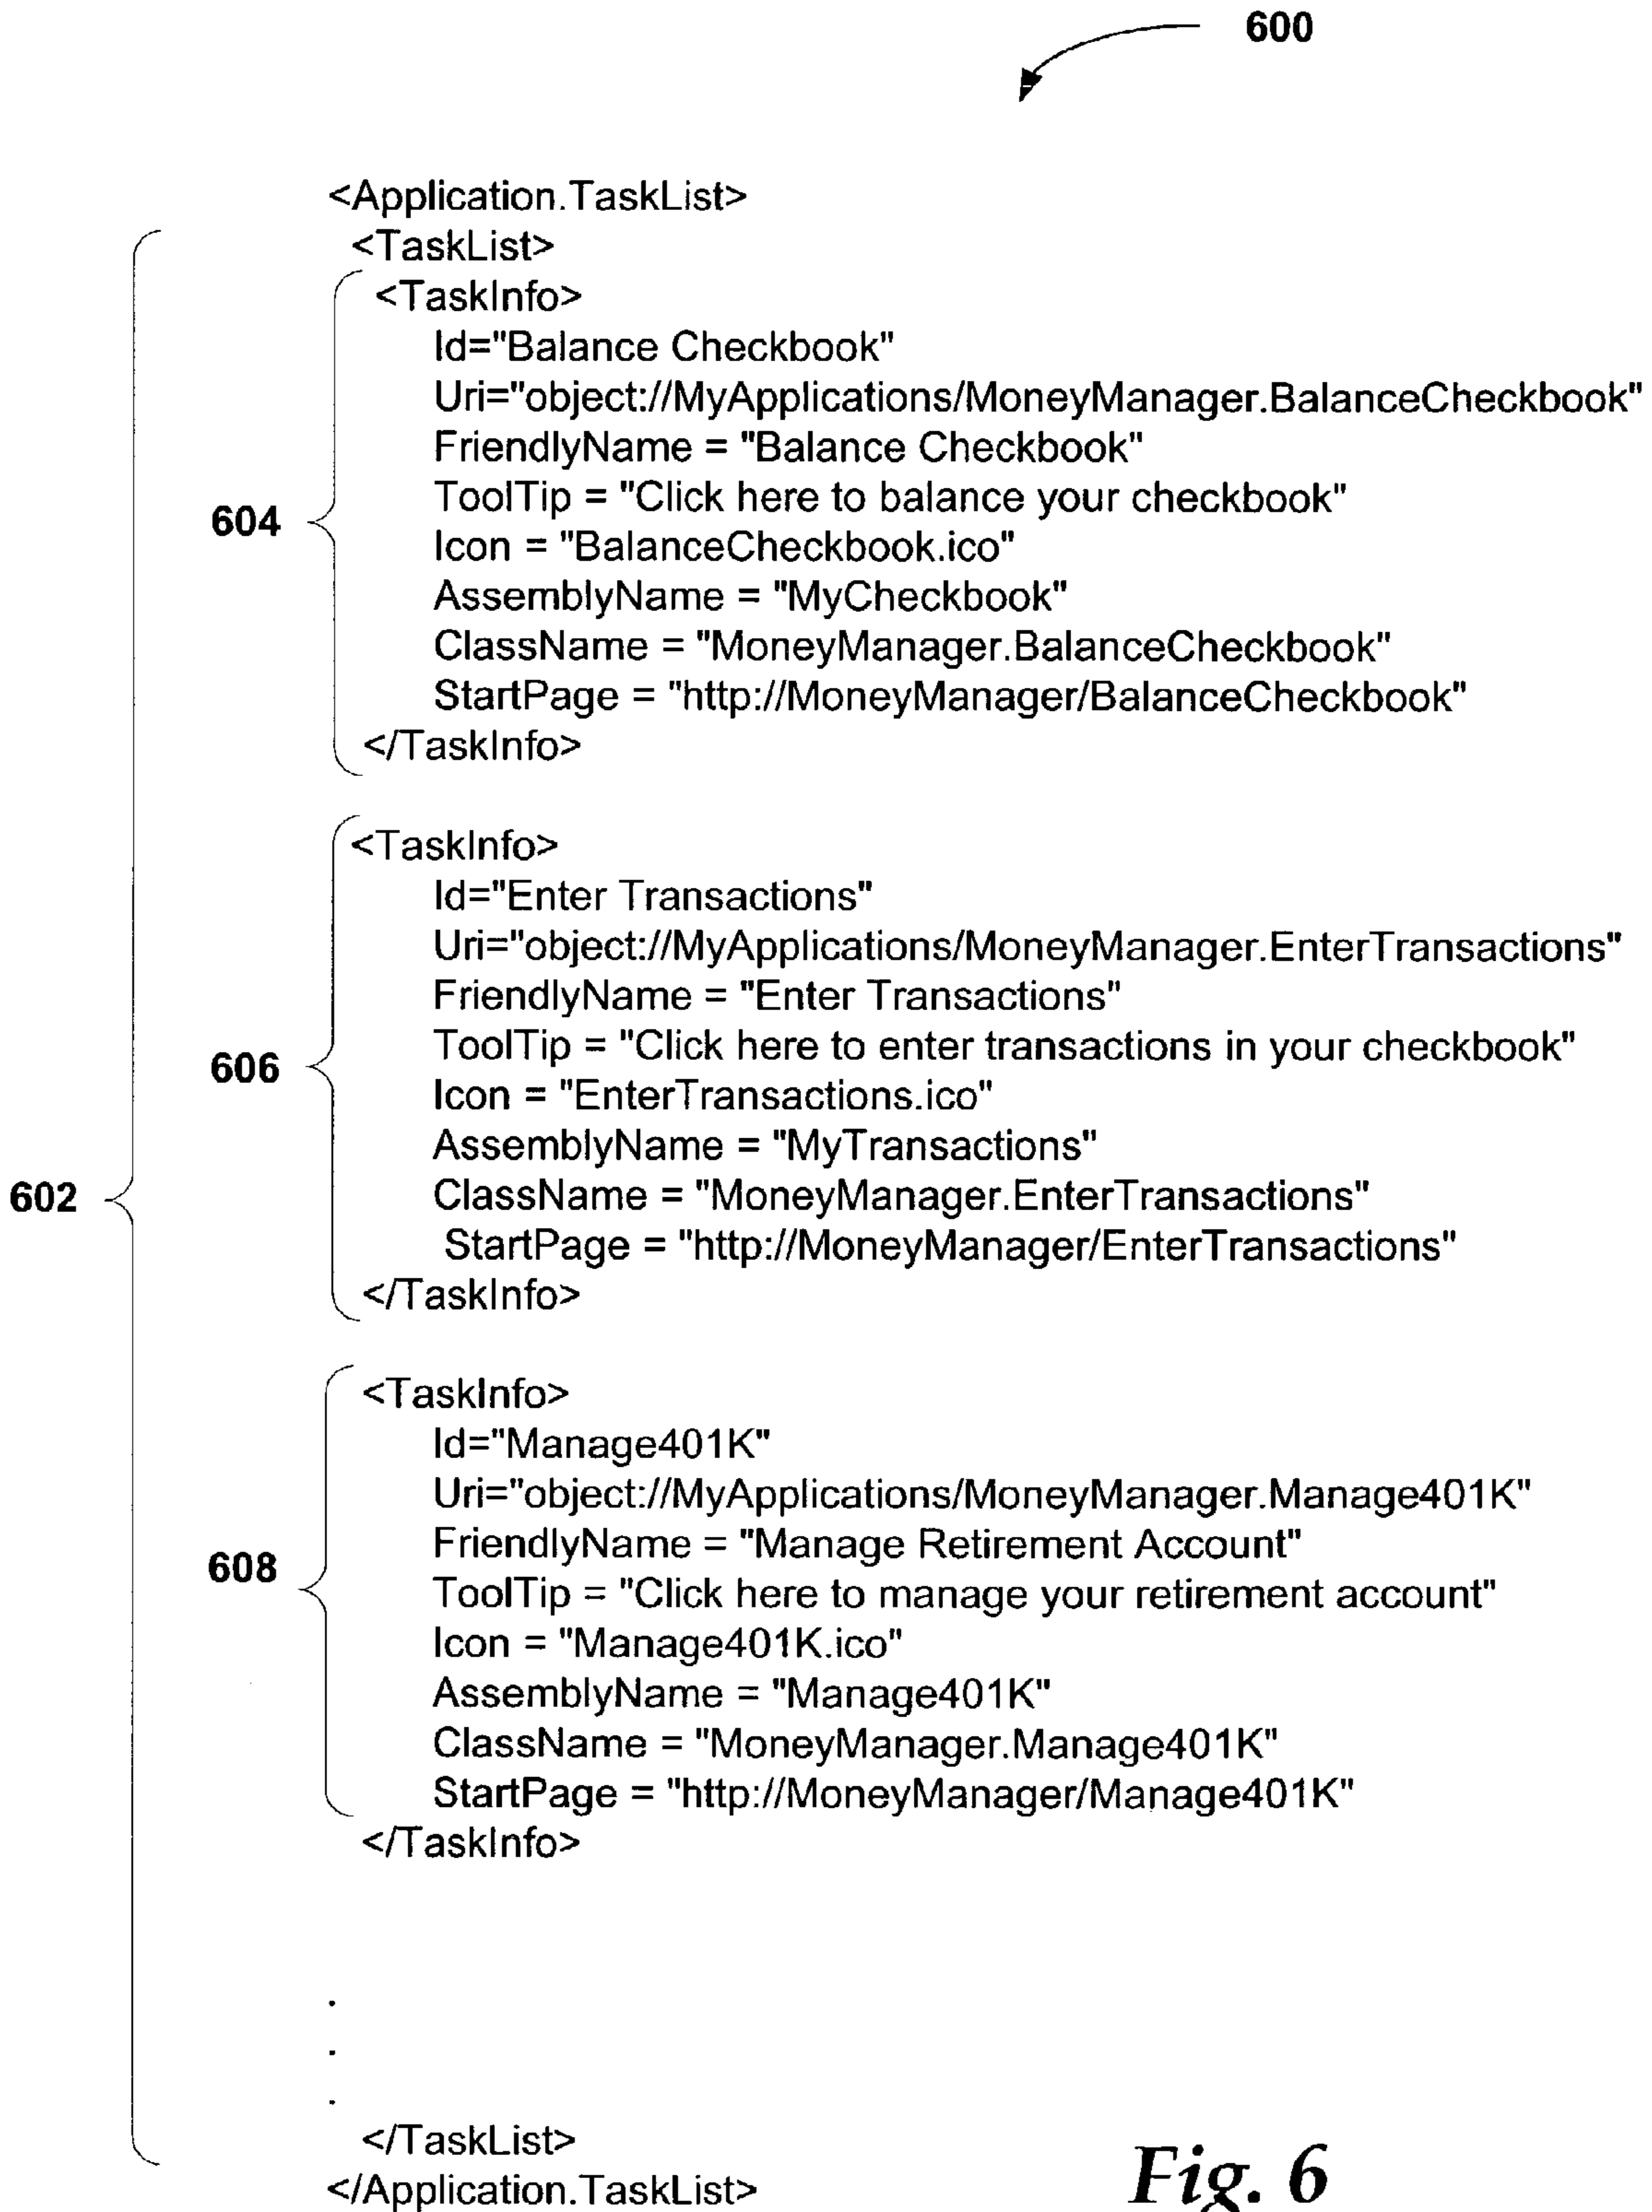 600
<Application.TaskList>
<TaskList>
<TaskInfo>
Id="Balance Checkbook"
Uri="object://MyApplications/MoneyManager.BalanceCheckbook"
FriendlyName = "Balance Checkbook"
ToolTip = "Click here to balance your checkbook"
604
Icon = "BalanceCheckbook.ico"
AssemblyName = "MyCheckbook"
ClassName = "MoneyManager.BalanceCheckbook"
StartPage = "http://MoneyManager/BalanceCheckbook"
</TaskInfo>
<TaskInfo>
Id="Enter Transactions"
Uri="object://MyApplications/MoneyManager.EnterTransactions"
FriendlyName = "Enter Transactions"
ToolTip = "Click here to enter transactions in your checkbook"
606
Icon = "EnterTransactions.ico"
AssemblyName = "MyTransactions"
602
ClassName = "MoneyManager.EnterTransactions"
StartPage = "http://MoneyManager/EnterTransactions"
</TaskInfo>
<TaskInfo>
Id="Manage401K"
Uri="object://MyApplications/MoneyManager.Manage401K"
FriendlyName = "Manage Retirement Account"
608
ToolTip = "Click here to manage your retirement account"
Icon = "Manage401K.ico"
AssemblyName = "Manage401K"
ClassName = "MoneyManager.Manage401K"
StartPage = "http://MoneyManager/Manage401K"
</TaskInfo>
.
.
.
</TaskList>
</Application.TaskList>
Fig. 6